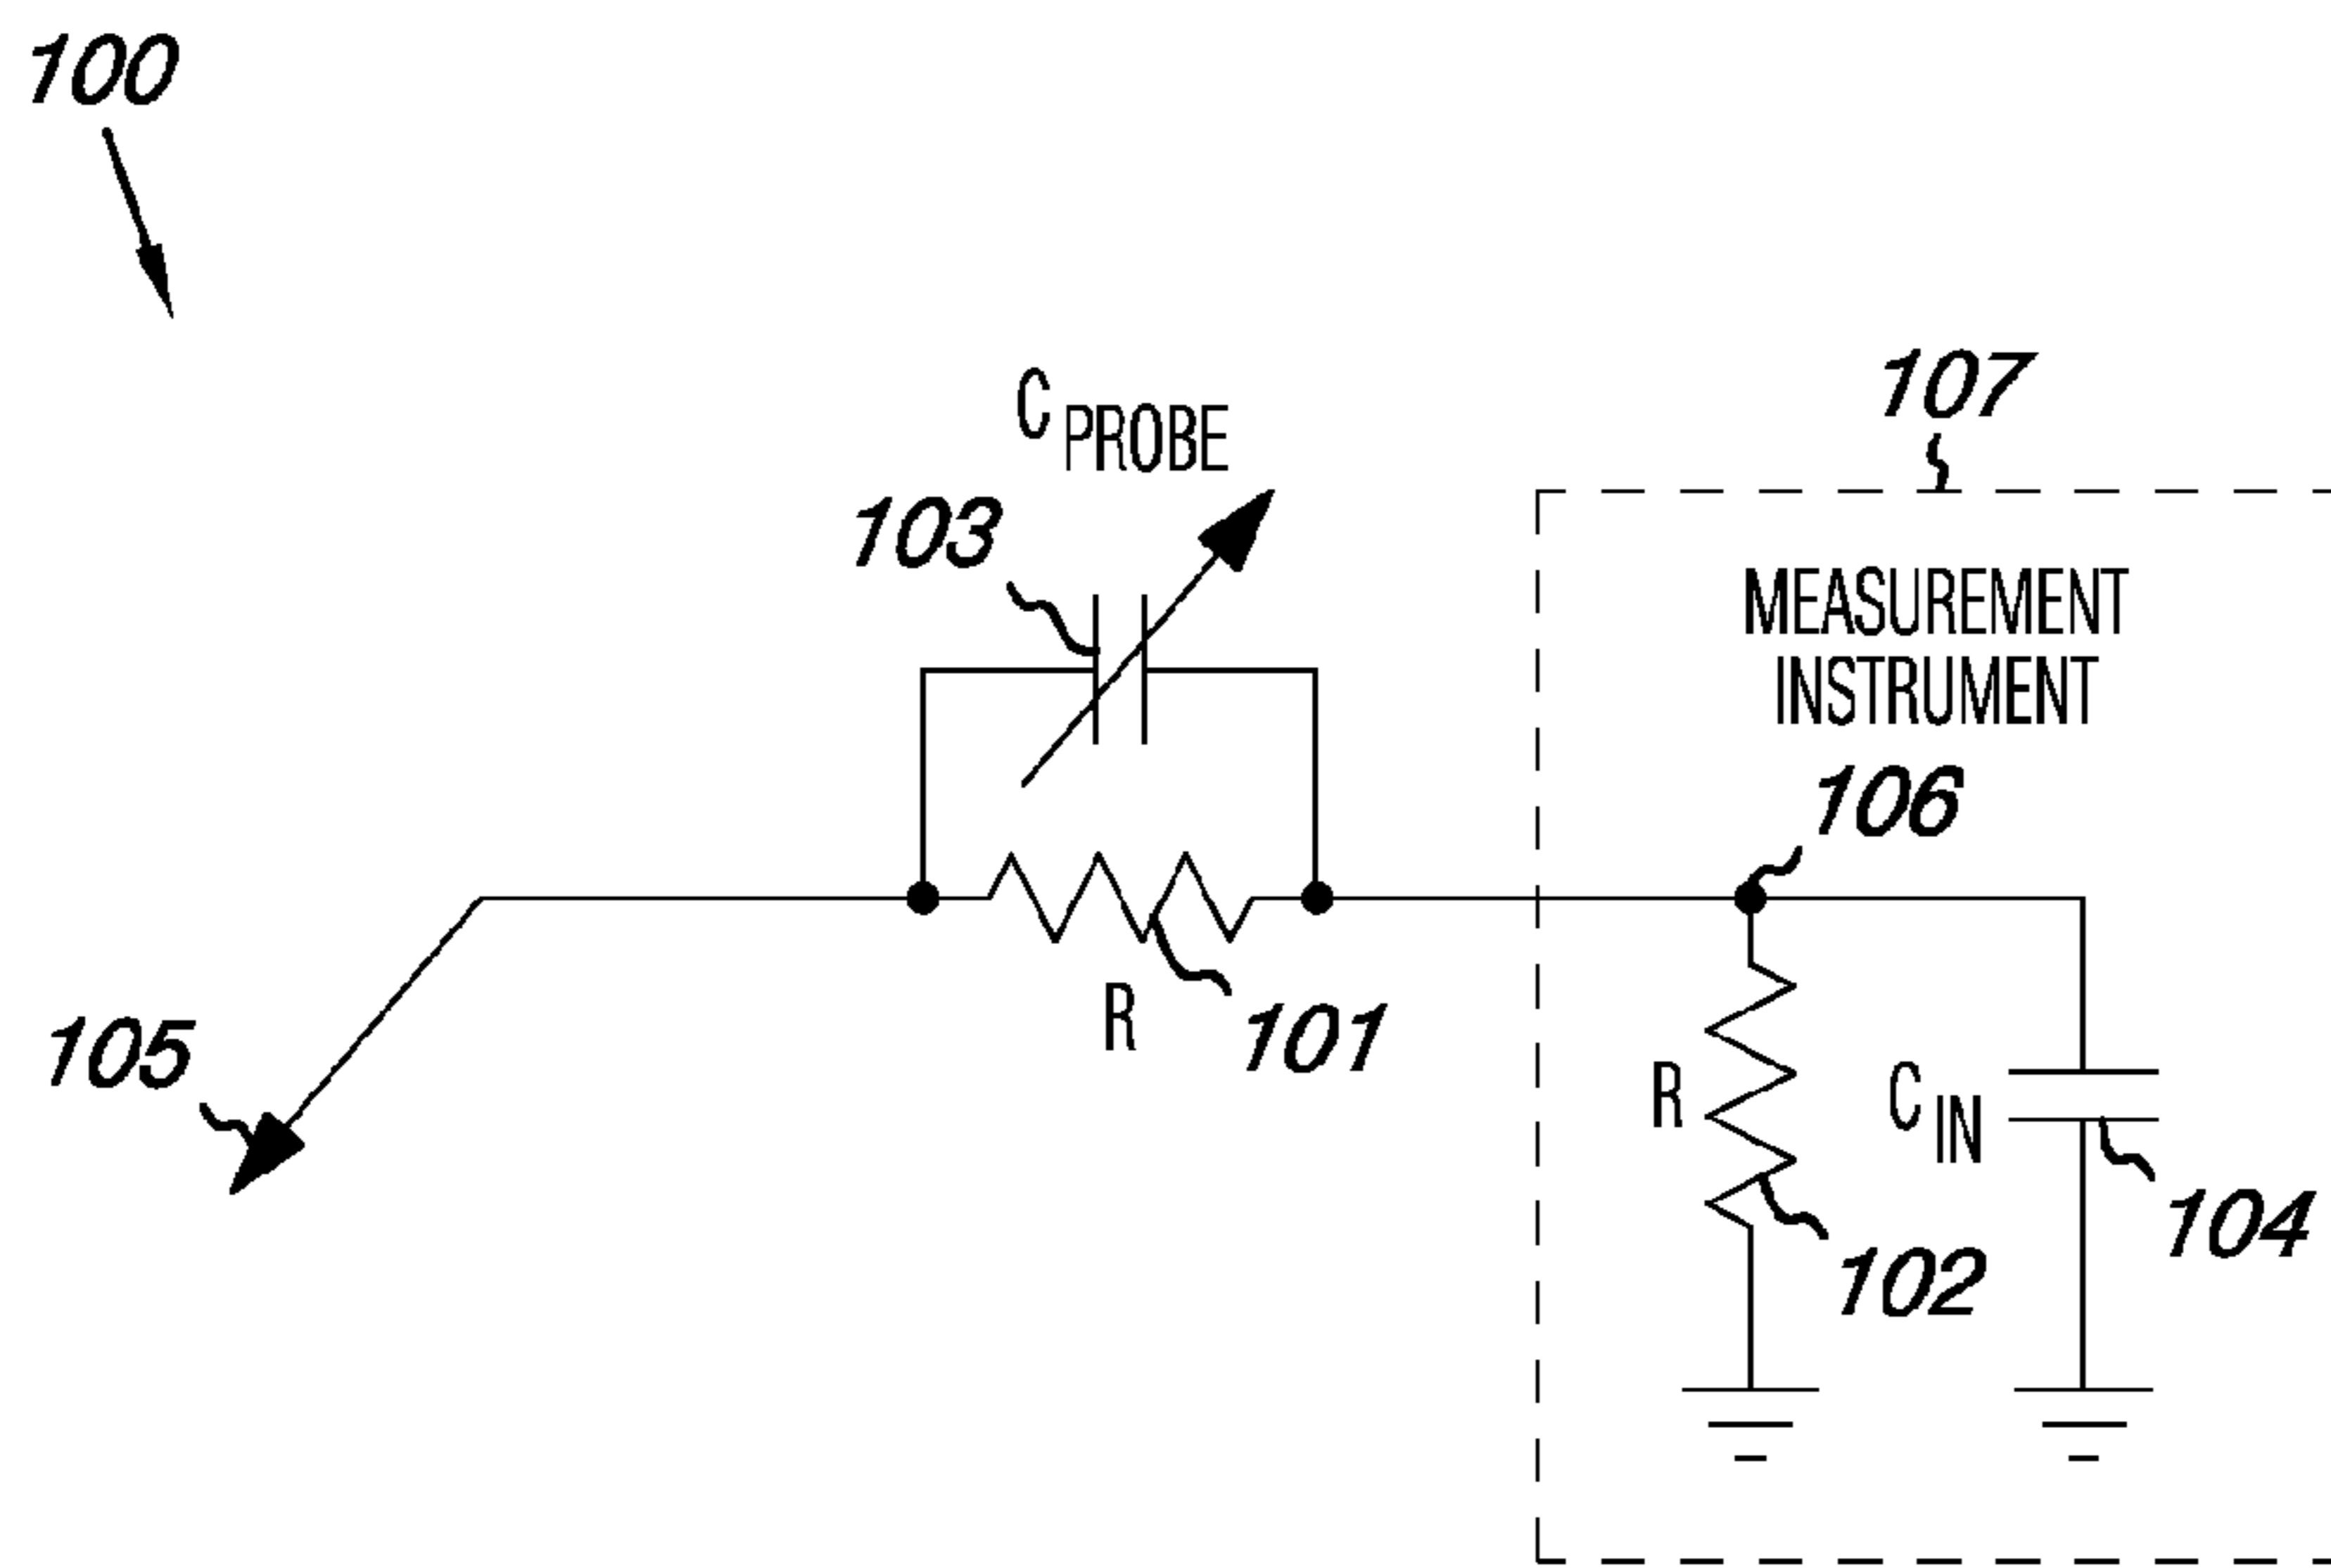 100
107
C PROBE
103
MEASUREMENT
INSTRUMENT
106
105
R
101
R
C IN
104
102